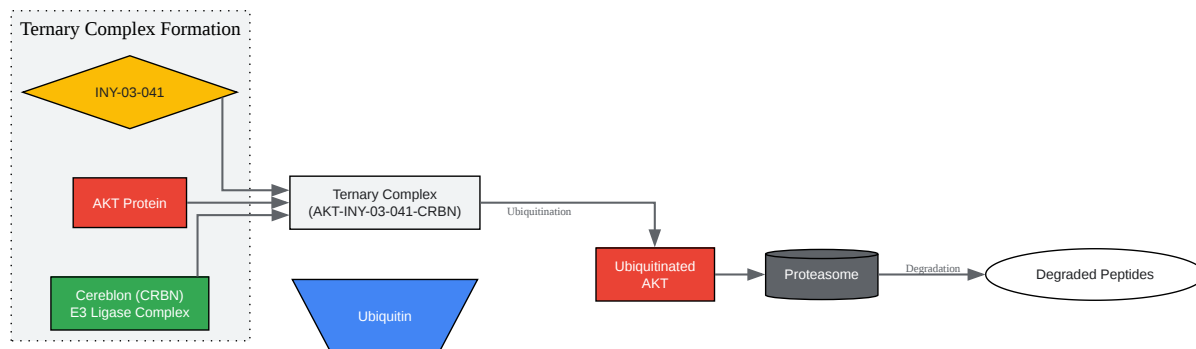 Ternary Complex Formation
INY-03-041
AKT Protein
Cereblon (CRBN)
E3 Ligase Complex
Ternary Complex
(AKT-INY-03-041-CRBN)
Ubiquitination
Ubiquitin
Ubiquitinated
AKT
Proteasome
Degradation
Degraded Peptides